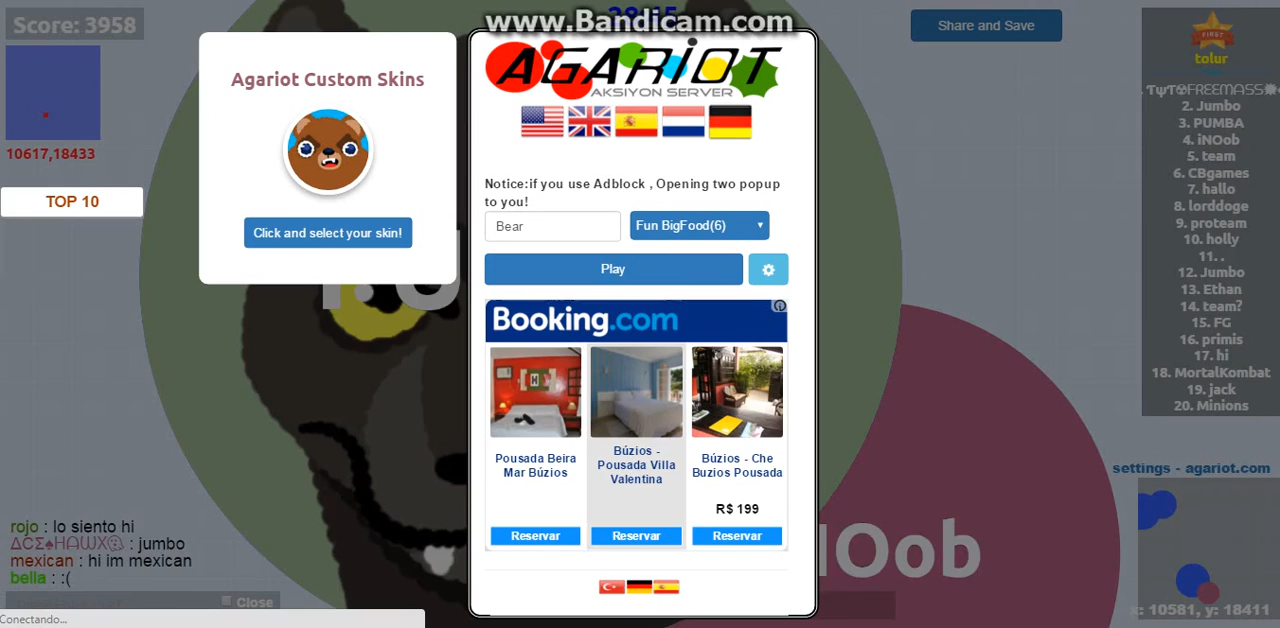 www.Bandicam.com
Score: 3958
Share and Save
10617,18433
TOP 10
Agariot Custom Skins
Click and select your skin!
AGARIOT
AKSIYON SERVER
Notice:if you use Adblock , Opening two popup
to you!
Bear
Fun BigFood(6)
Play
Booking.com
Pousada Beira
Mar Búzios
Búzios -
Pousada Villa
Valentina
Búzios - Che
Buzios Pousada
R$ 199
Reservar
Reservar
Reservar
FIRST
tolur
2. Jumbo
3. PUMBA
4. iNOob
5. team
6. CBgames
7. hallo
8. lorddoge
9. proteam
10. holly
11. .
12. Jumbo
13. Ethan
14. team?
15. FG
16. primis
17. hi
18. MortalKombat
19. jack
20. Minions
settings - agariot.com
x: 10581, y: 18411
NOob
rojo : lo siento hi
: jumbo
mexican : hi im mexican
bella : :(
Close
Conectando...